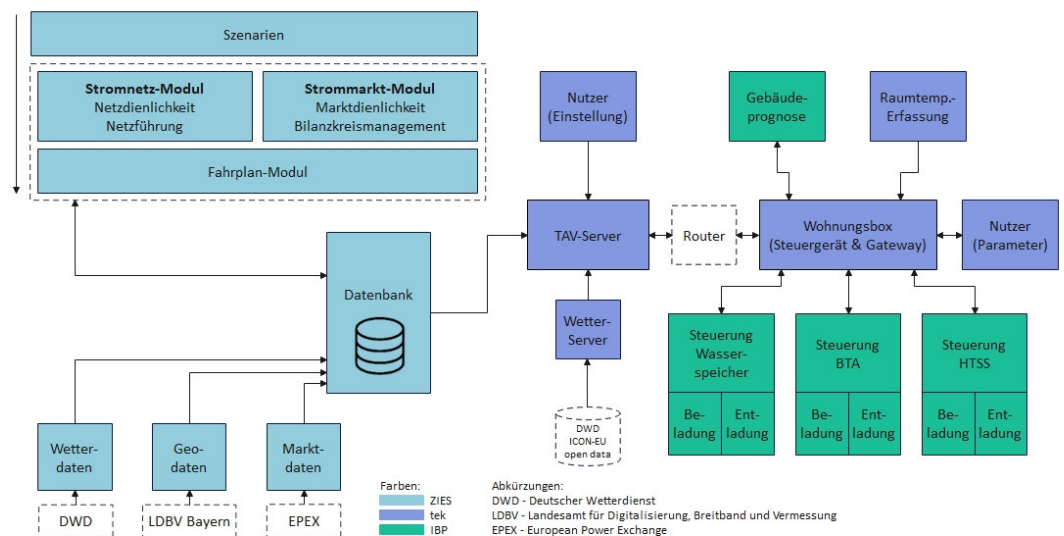 Szenarien
Stromnetz-Modul
Netzdienlichkeit
Netzführung
Strommarkt-Modul
Marktdienlichkeit
Bilanzkreismanagement
Fahrplan-Modul
Nutzer
(Einstellung)
Gebäude-
prognose
Raumtemp.-
Erfassung
TAV-Server
Router
Wohnungsbox
(Steuergerät & Gateway)
Nutzer
(Parameter)
Datenbank
Wetter-
Server
Steuerung
Wasser-
speicher
Be-
ladung
Ent-
ladung
Steuerung
BTA
Be-
ladung
Ent-
ladung
Steuerung
HTSS
Be-
ladung
Ent-
ladung
DWD
ICON-EU
open data
Wetter-
daten
Geo-
daten
Markt-
daten
DWD
LDBV Bayern
EPEX
Farben:
ZIES
tek
IBP
Abkürzungen:
DWD - Deutscher Wetterdienst
LDBV - Landesamt für Digitalisierung, Breitband und Vermessung
EPEX - European Power Exchange